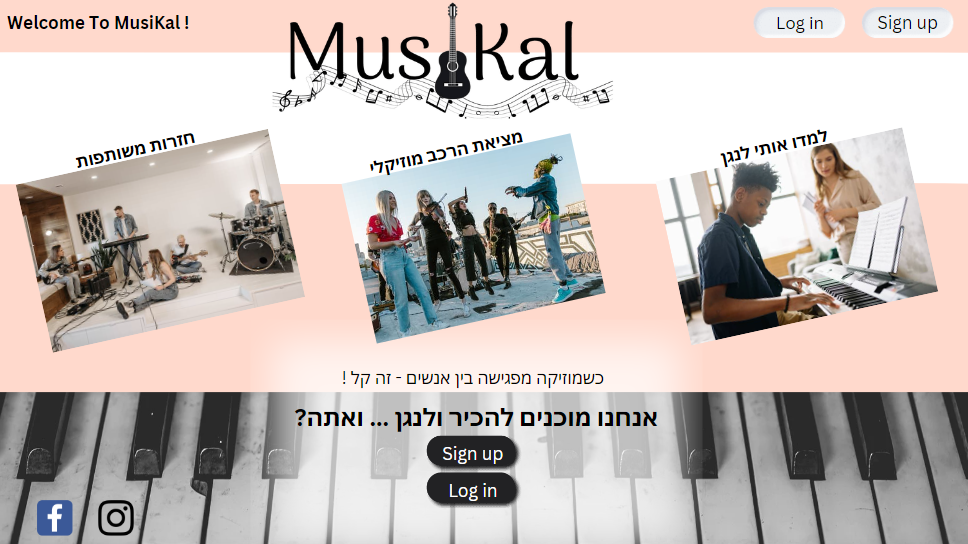 Welcome To MusiKal !
Log in
Sign up
MusiKal
חזרות משותפות
מציאת הרכב מוזיקלי
למדו אותי לנגן
כשמוזיקה מפגישה בין אנשים - זה קל !
אנחנו מוכנים להכיר ולנגן ... ואתה?
Sign up
Log in